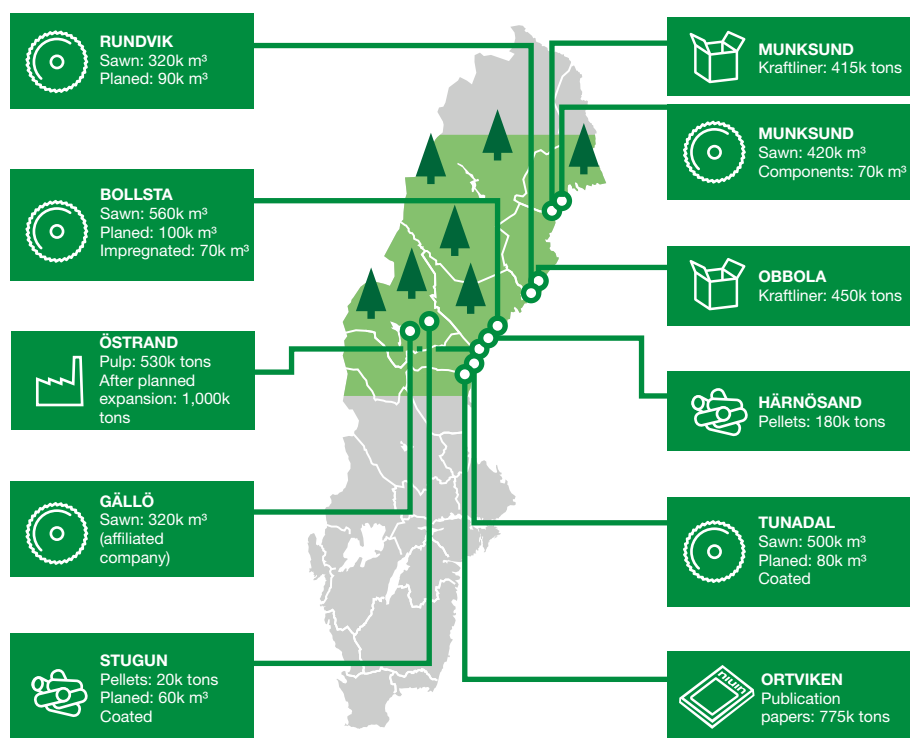 RUNDVIK
Sawn: 320k m³
Planed: 90k m³
BOLLSTA
Sawn: 560k m³
Planed: 100k m³
Impregnated: 70k m³
ÖSTRAND
Pulp: 530k tons
After planned
expansion: 1,000k
tons
GÄLLÖ
Sawn: 320k m³
(affiliated
company)
STUGUN
Pellets: 20k tons
Planed: 60k m³
Coated
MUNKSUND
Kraftliner: 415k tons
MUNKSUND
Sawn: 420k m³
Components: 70k m³
OBBOLA
Kraftliner: 450k tons
HÄRNÖSAND
Pellets: 180k tons
TUNADAL
Sawn: 500k m³
Planed: 80k m³
Coated
ORTVIKEN
Publication
papers: 775k tons